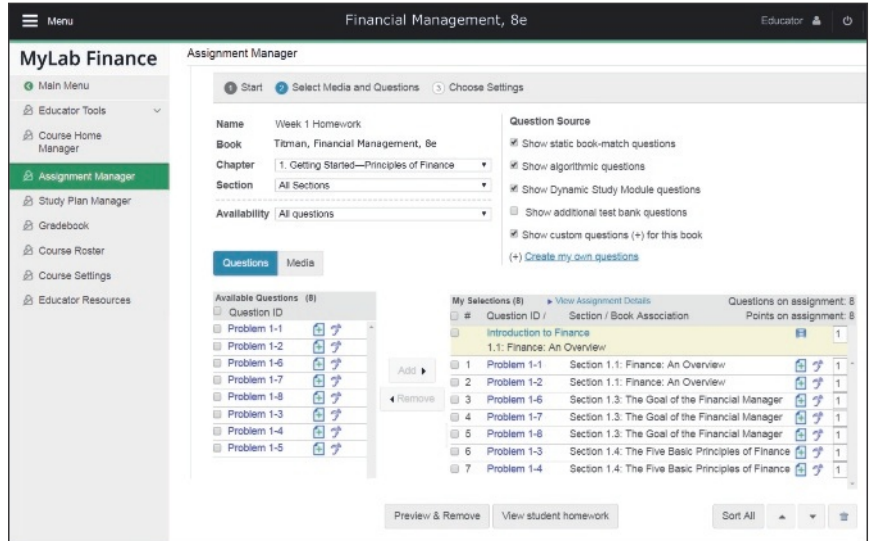 Menu
Financial Management, 8e
Educator
MyLab Finance
Main Menu
Educator Tools
Course Home
Manager
Assignment Manager
Study Plan Manager
Gradebook
Course Roster
Course Settings
Educator Resources
Assignment Manager
1 Start 2 Select Media and Questions 3 Choose Settings
Name Week 1 Homework
Book Titman, Financial Management, 8e
Chapter 1. Getting Started—Principles of Finance
Section All Sections
Availability All questions
Question Source
Show static book-match questions
Show algorithmic questions
Show Dynamic Study Module questions
Show additional test bank questions
Show custom questions (+) for this book
(+) Create my own questions
Questions Media
Available Questions (8)
Question ID
Problem 1-1
Problem 1-2
Problem 1-6
Problem 1-7
Problem 1-8
Problem 1-3
Problem 1-4
Problem 1-5
Add
Remove
My Selections (8) View Assignment Details Questions on assignment: 8
# Question ID / Section / Book Association Points on assignment: 8
Introduction to Finance 1
1.1: Finance: An Overview
1 Problem 1-1 Section 1.1: Finance: An Overview 1
2 Problem 1-2 Section 1.1: Finance: An Overview 1
3 Problem 1-6 Section 1.3: The Goal of the Financial Manager 1
4 Problem 1-7 Section 1.3: The Goal of the Financial Manager 1
5 Problem 1-8 Section 1.3: The Goal of the Financial Manager 1
6 Problem 1-3 Section 1.4: The Five Basic Principles of Finance 1
7 Problem 1-4 Section 1.4: The Five Basic Principles of Finance 1
Preview & Remove View student homework Sort All